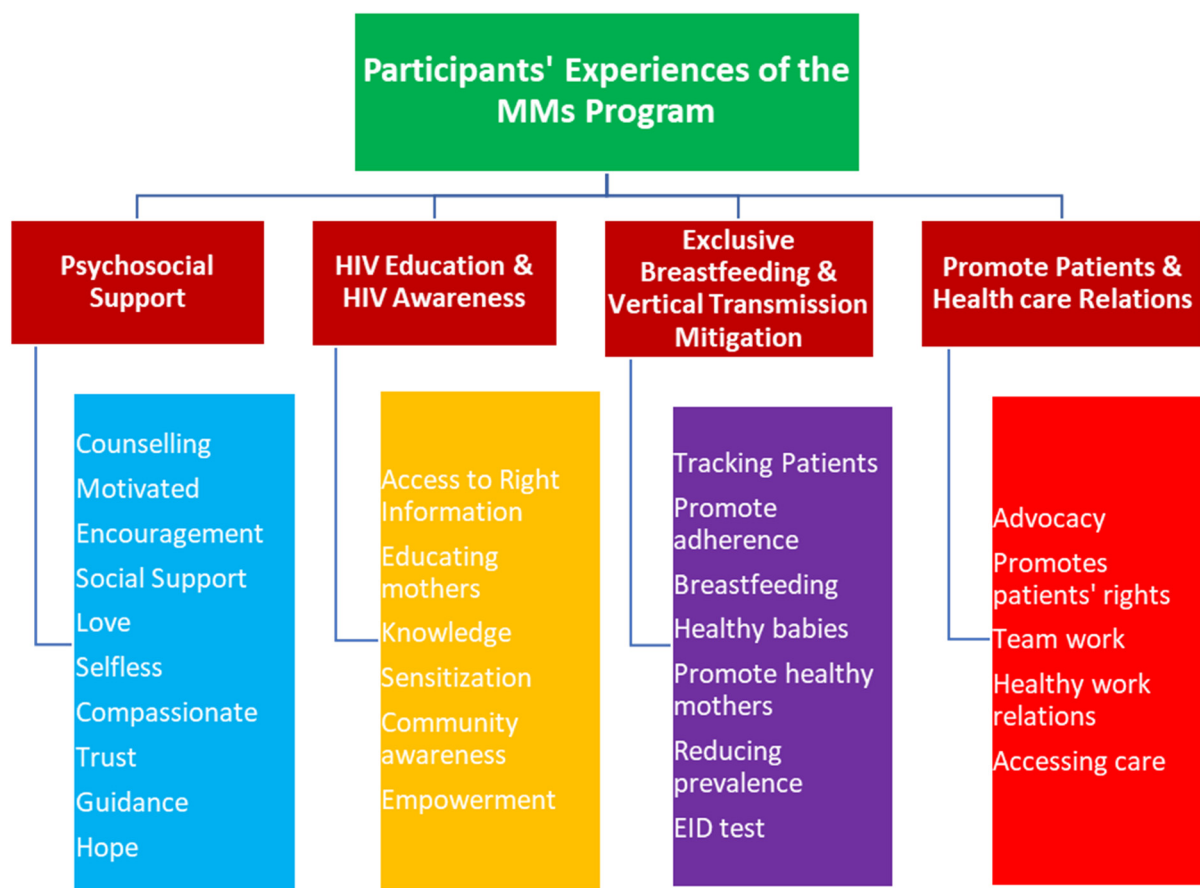 Participants' Experiences of the
MMs Program
Psychosocial
Support
HIV Education &
HIV Awareness
Exclusive
Breastfeeding &
Vertical Transmission
Mitigation
Promote Patients &
Health care Relations
Counselling
Motivated
Encouragement
Social Support
Love
Selfless
Compassionate
Trust
Guidance
Hope
Access to Right
Information
Educating
mothers
Knowledge
Sensitization
Community
awareness
Empowerment
Tracking Patients
Promote
adherence
Breastfeeding
Healthy babies
Promote healthy
mothers
Reducing
prevalence
EID test
Advocacy
Promotes
patients' rights
Team work
Healthy work
relations
Accessing care